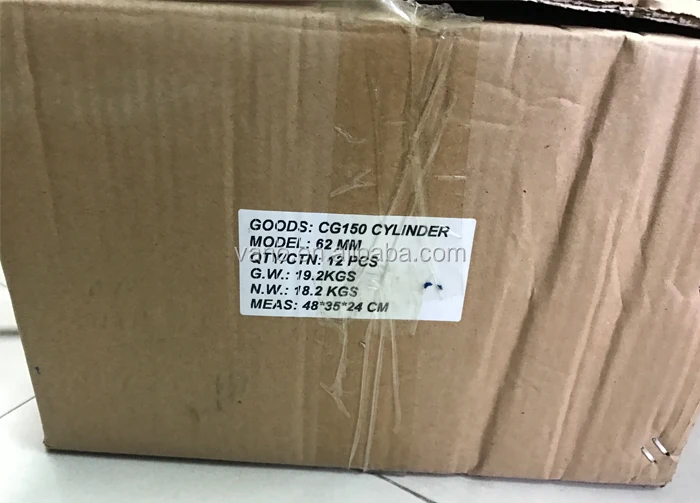 GOODS: CG150 CYLINDER
MODEL: 62 MM
QTY/CTN: 12 PCS
G.W.: 19.2KGS
N.W.: 18.2 KGS
MEAS: 48*35*24 CM